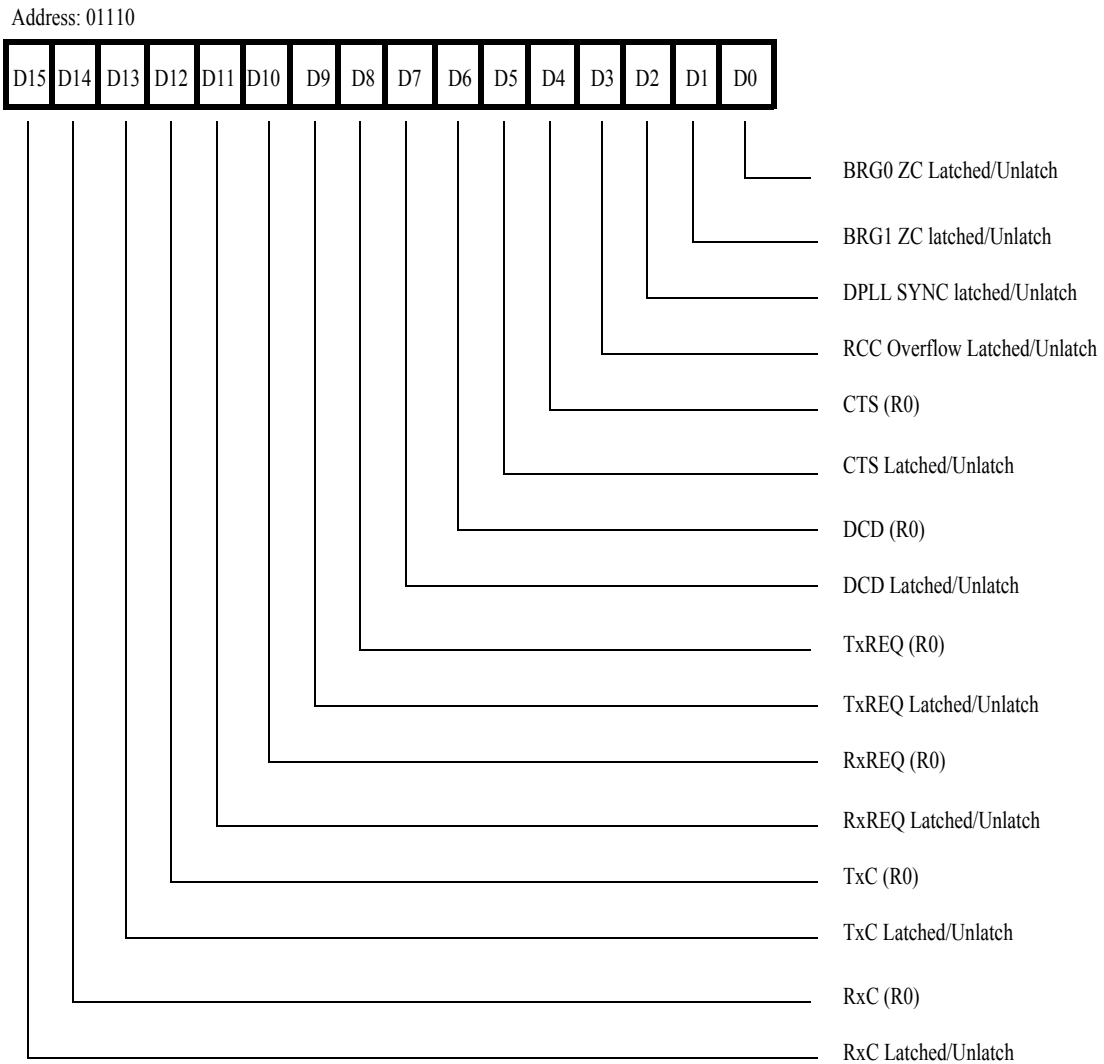 Address: 01110
D15 D14 D13 D12 D11 D10 D9 D8 D7 D6 D5 D4 D3 D2 D1 D0
BRG0 ZC Latched/Unlatch
BRG1 ZC latched/Unlatch
DPLL SYNC latched/Unlatch
RCC Overflow Latched/Unlatch
CTS (R0)
CTS Latched/Unlatch
DCD (R0)
DCD Latched/Unlatch
TxREQ (R0)
TxREQ Latched/Unlatch
RxREQ (R0)
RxREQ Latched/Unlatch
TxC (R0)
TxC Latched/Unlatch
RxC (R0)
RxC Latched/Unlatch